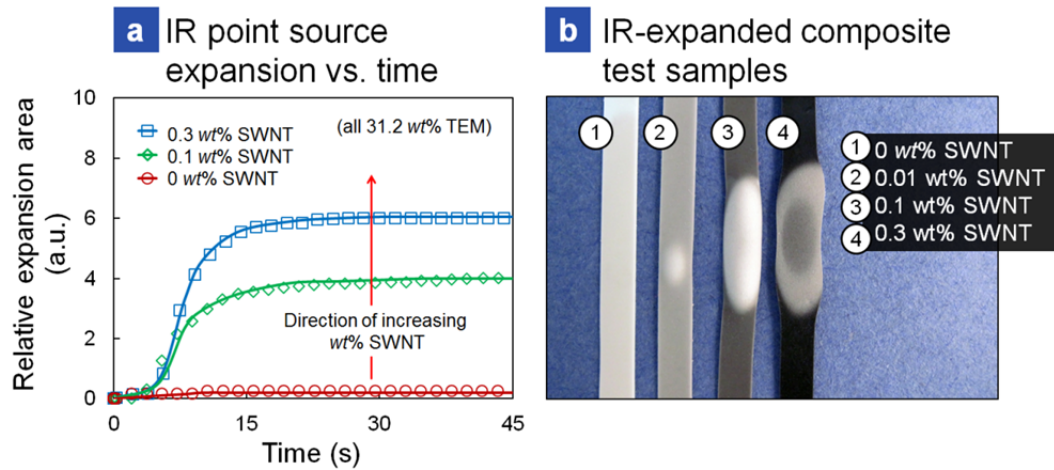 a IR point source
expansion vs. time
10
8
6
4
2
0
0.3 wt% SWNT
0.1 wt% SWNT
0 wt% SWNT
(all 31.2 wt% TEM)
Direction of increasing
wt% SWNT
Relative expansion area
(a.u.)
0 15 30 45
Time (s)
b IR-expanded composite
test samples
1 2 3 4
1 0 wt% SWNT
2 0.01 wt% SWNT
3 0.1 wt% SWNT
4 0.3 wt% SWNT